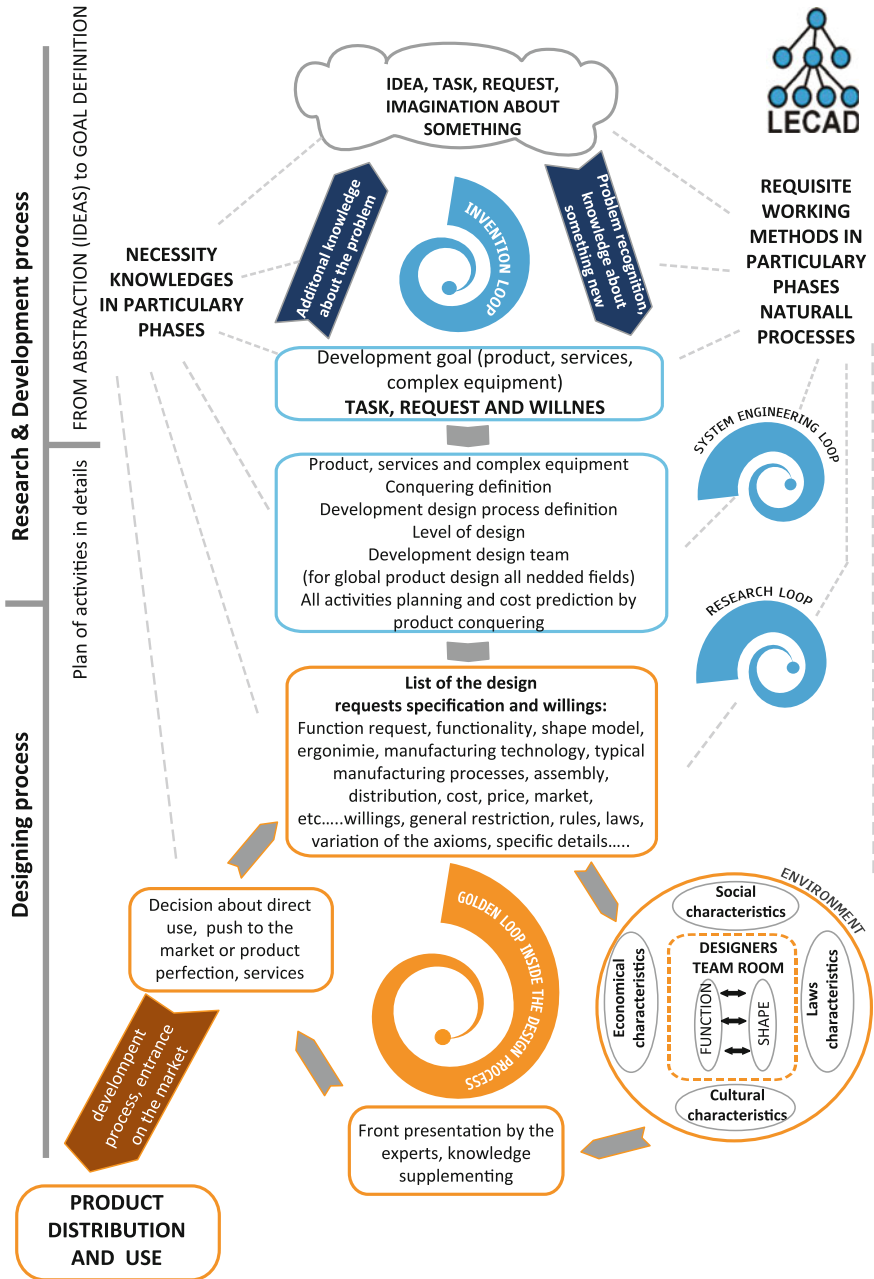 Research & Development process
Designing process
FROM ABSTRACTION (IDEAS) to GOAL DEFINITION
Plan of activities in details
IDEA, TASK, REQUEST,
IMAGINATION ABOUT
SOMETHING
LECAD
NECESSITY
KNOWLEDGES
IN PARTICULARY
PHASES
Additonal knowledge
about the problem
INVENTION LOOP
Problem recognition,
knowledge about
something new
REQUISITE
WORKING
METHODS IN
PARTICULARY
PHASES
NATURALL
PROCESSES
Development goal (product, services,
complex equipment)
TASK, REQUEST AND WILLNES
SYSTEM ENGINEERING LOOP
Product, services and complex equipment
Conquering definition
Development design process definition
Level of design
Development design team
(for global product design all nedded fields)
All activities planning and cost prediction by
product conquering
RESEARCH LOOP
List of the design
requests specification and willings:
Function request, functionality, shape model,
ergonimie, manufacturing technology, typical
manufacturing processes, assembly,
distribution, cost, price, market,
etc.....willings, general restriction, rules, laws,
variation of the axioms, specific details.....
Decision about direct
use, push to the
market or product
perfection, services
GOLDEN LOOP INSIDE THE DESIGN PROCESS
ENVIRONMENT
Social
characteristics
Economical
characteristics
DESIGNERS
TEAM ROOM
FUNCTION
SHAPE
Laws
characteristics
Cultural
characteristics
develompent
process, entrance
on the market
Front presentation by the
experts, knowledge
supplementing
PRODUCT
DISTRIBUTION
AND USE